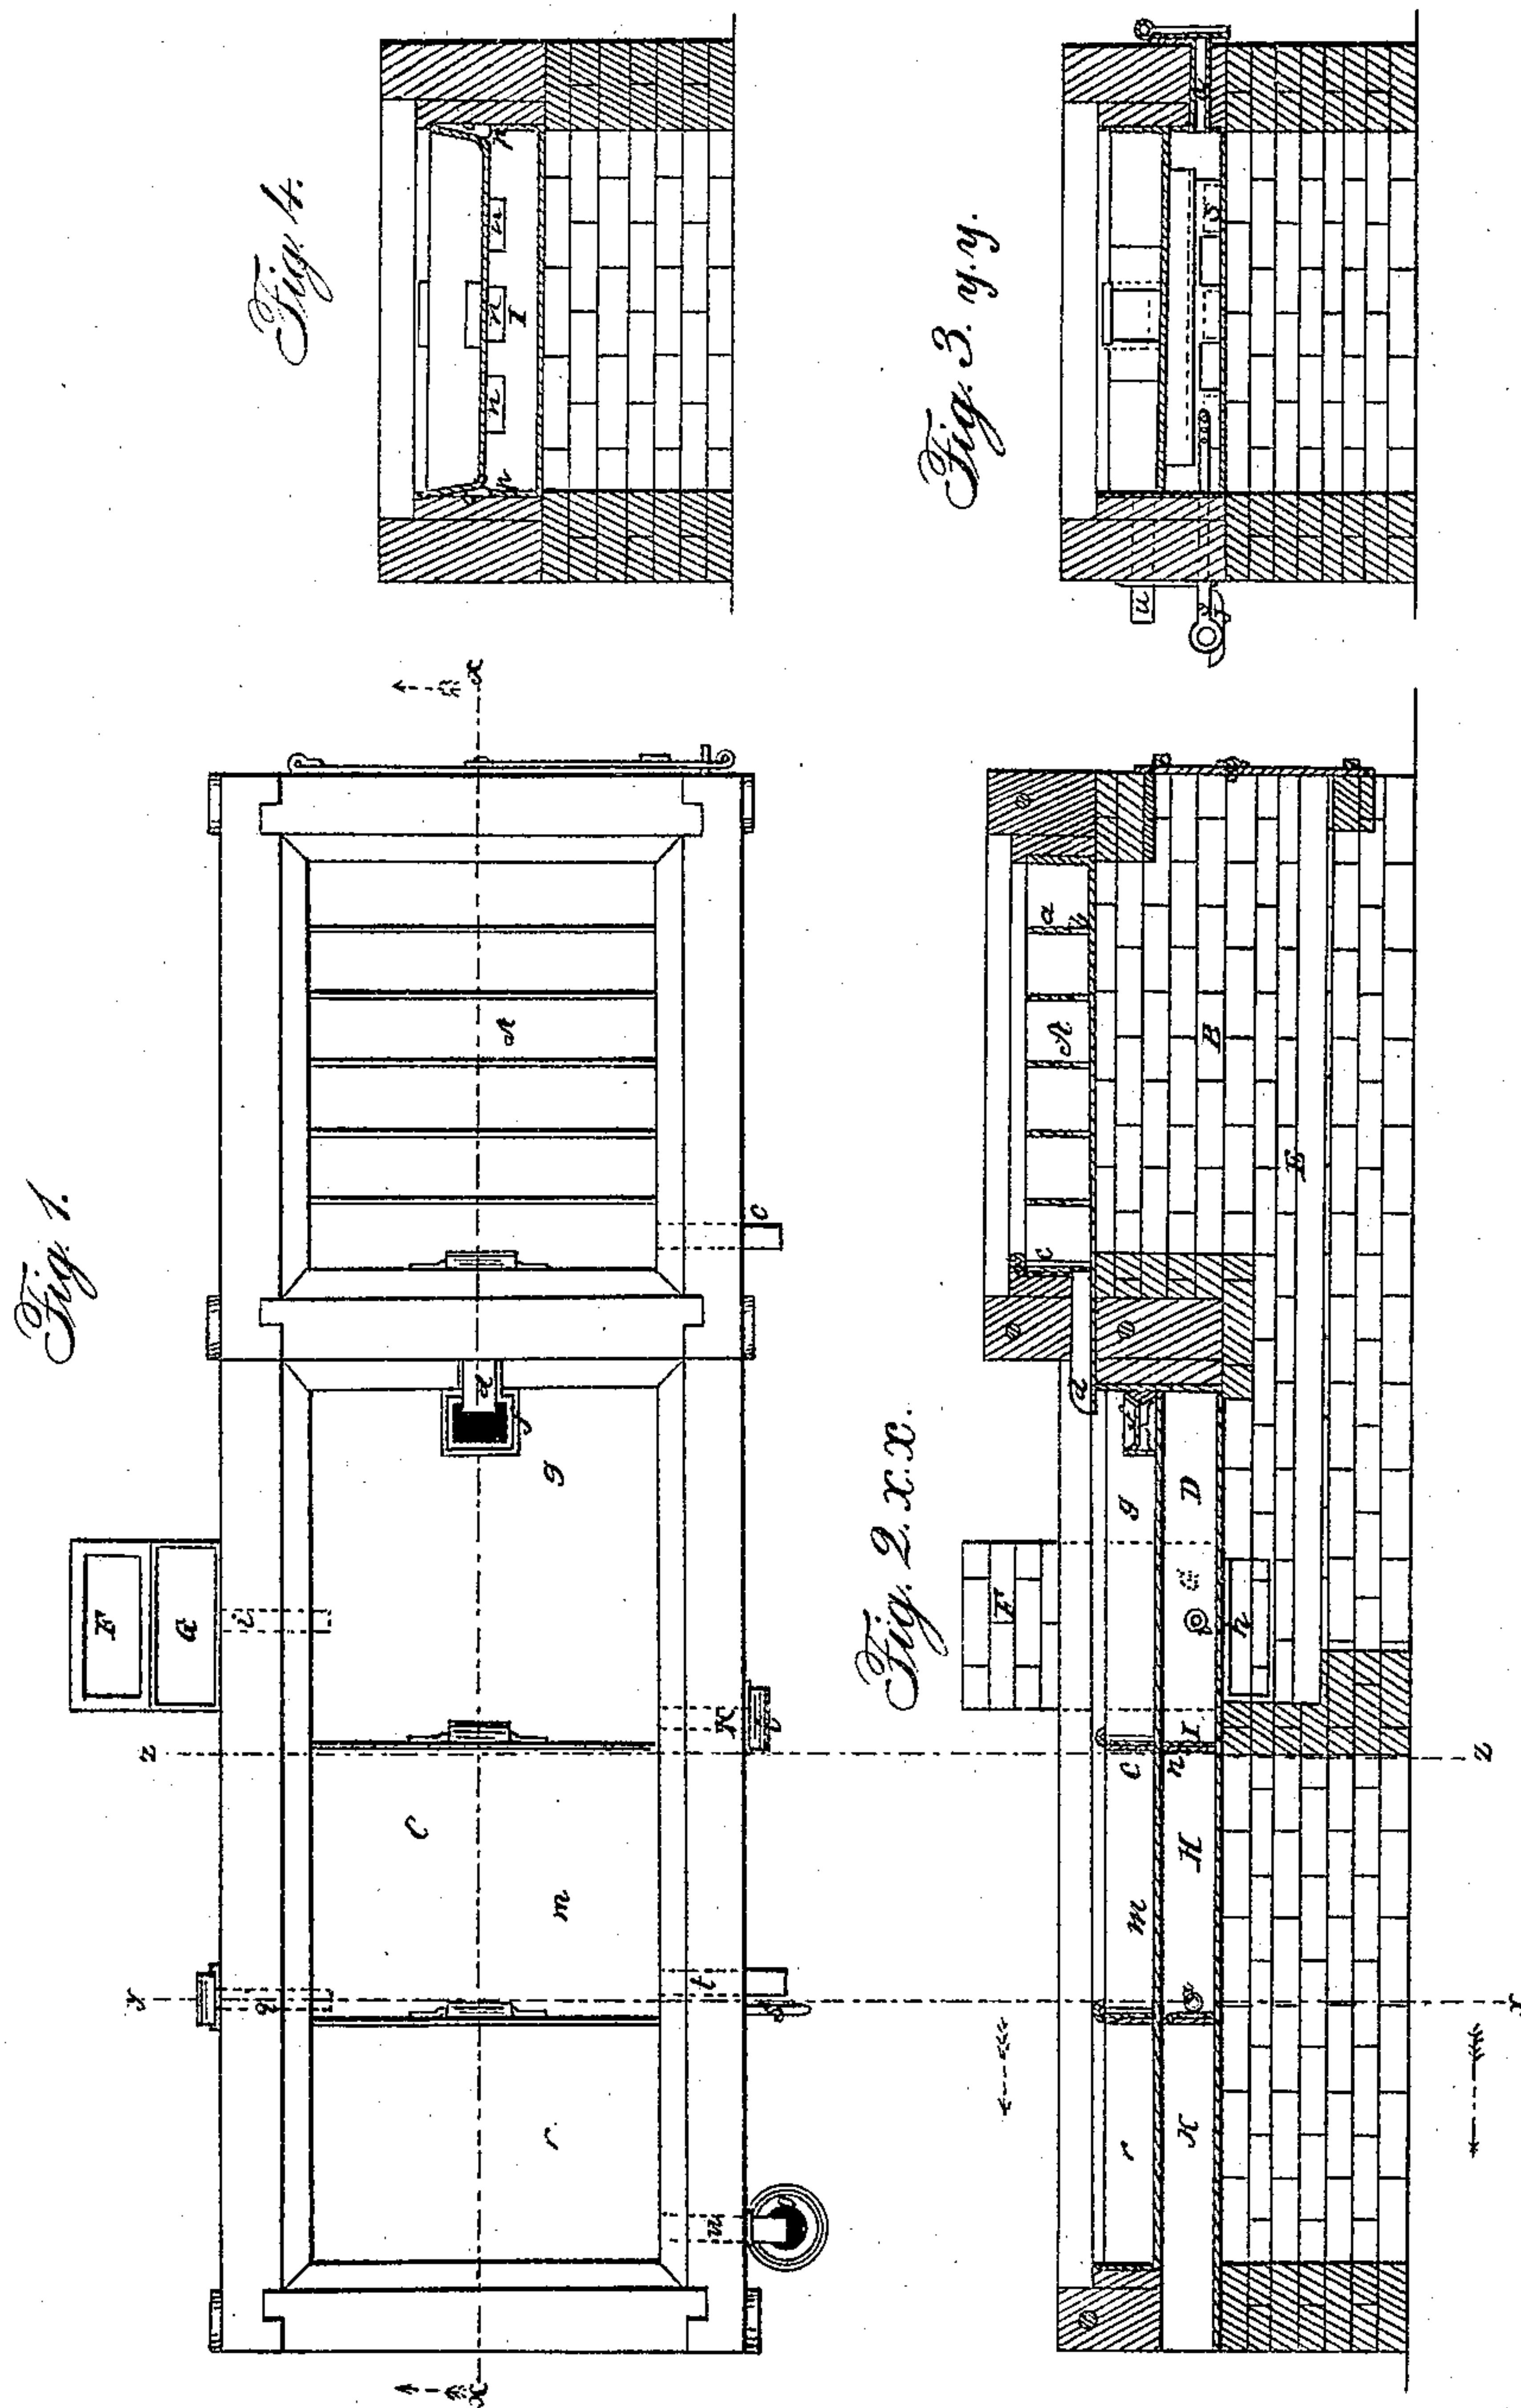 Fig. 1.
F
G
i
z
y
q
x
A
g
d
f
C
m
r
k
t
u
c
x
Fig. 2. x.x.
F
a
b
A
c
d
B
E
g
D
h
C
I
n
m
H
r
K
z
y
Fig. 3. y.y.
u
s
Fig. 4.
n
n
n
I
p
p